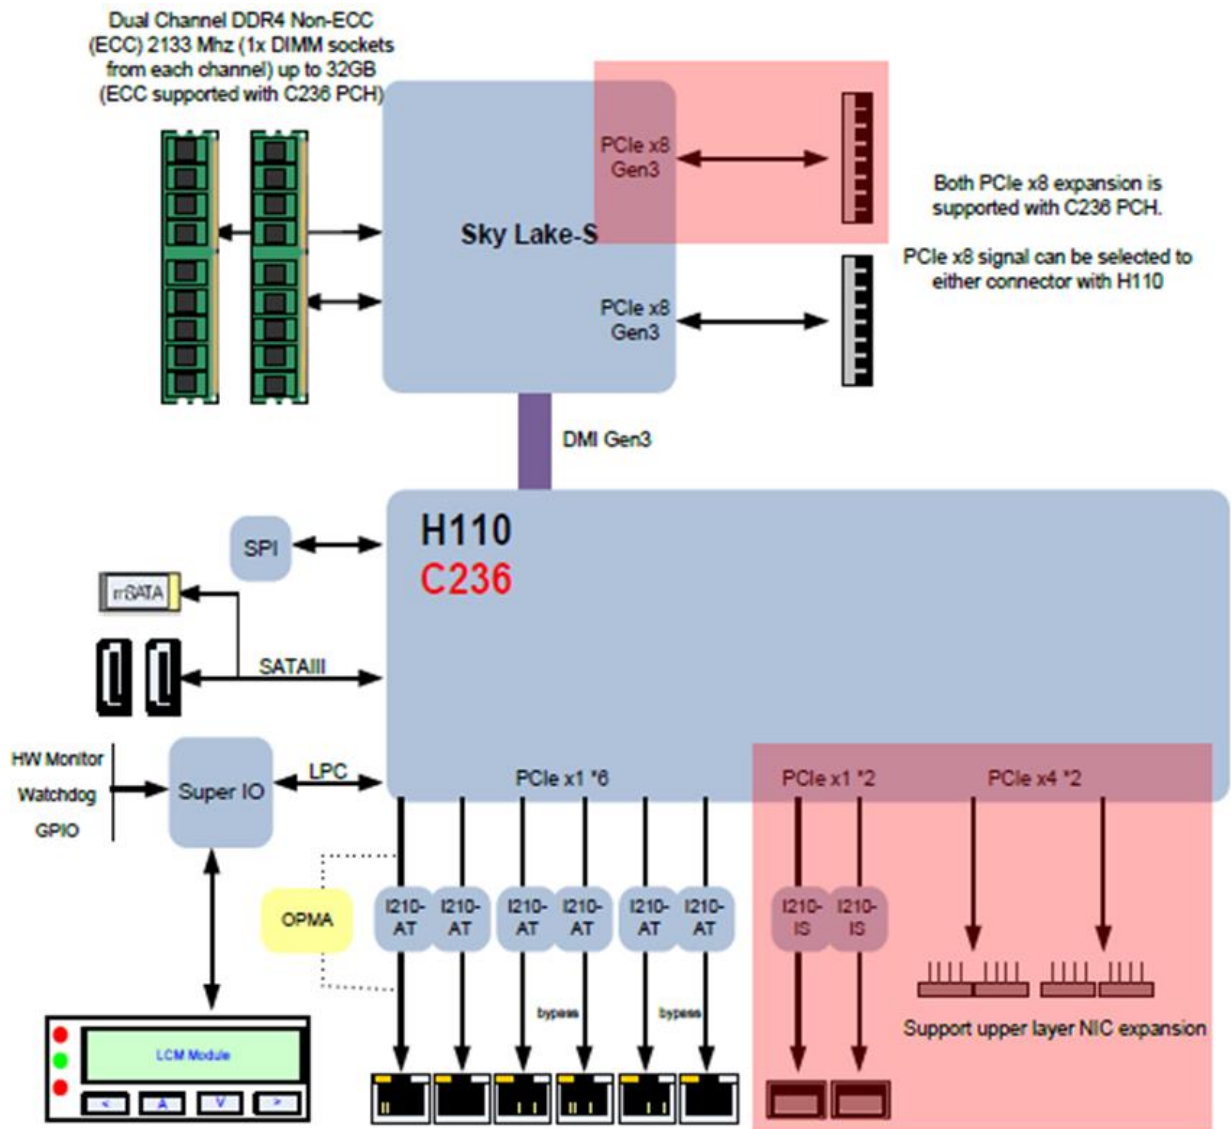 Dual Channel DDR4 Non-ECC
(ECC) 2133 Mhz (1x DIMM sockets
from each channel) up to 32GB
(ECC supported with C236 PCH)
PCIe x8
Gen3
Both PCIe x8 expansion is
supported with C236 PCH.
Sky Lake-S
PCIe x8 signal can be selected to
either connector with H110
PCIe x8
Gen3
DMI Gen3
H110
C236
SPI
mSATA
SATAIII
HW Monitor
Watchdog
GPIO
Super IO
LPC
PCIe x1 *6
PCIe x1 *2
PCIe x4 *2
OPMA
I210-
AT
I210-
AT
I210-
AT
I210-
AT
I210-
AT
I210-
AT
I210-
IS
I210-
IS
bypass
bypass
Support upper layer NIC expansion
LCM Module
< A V >